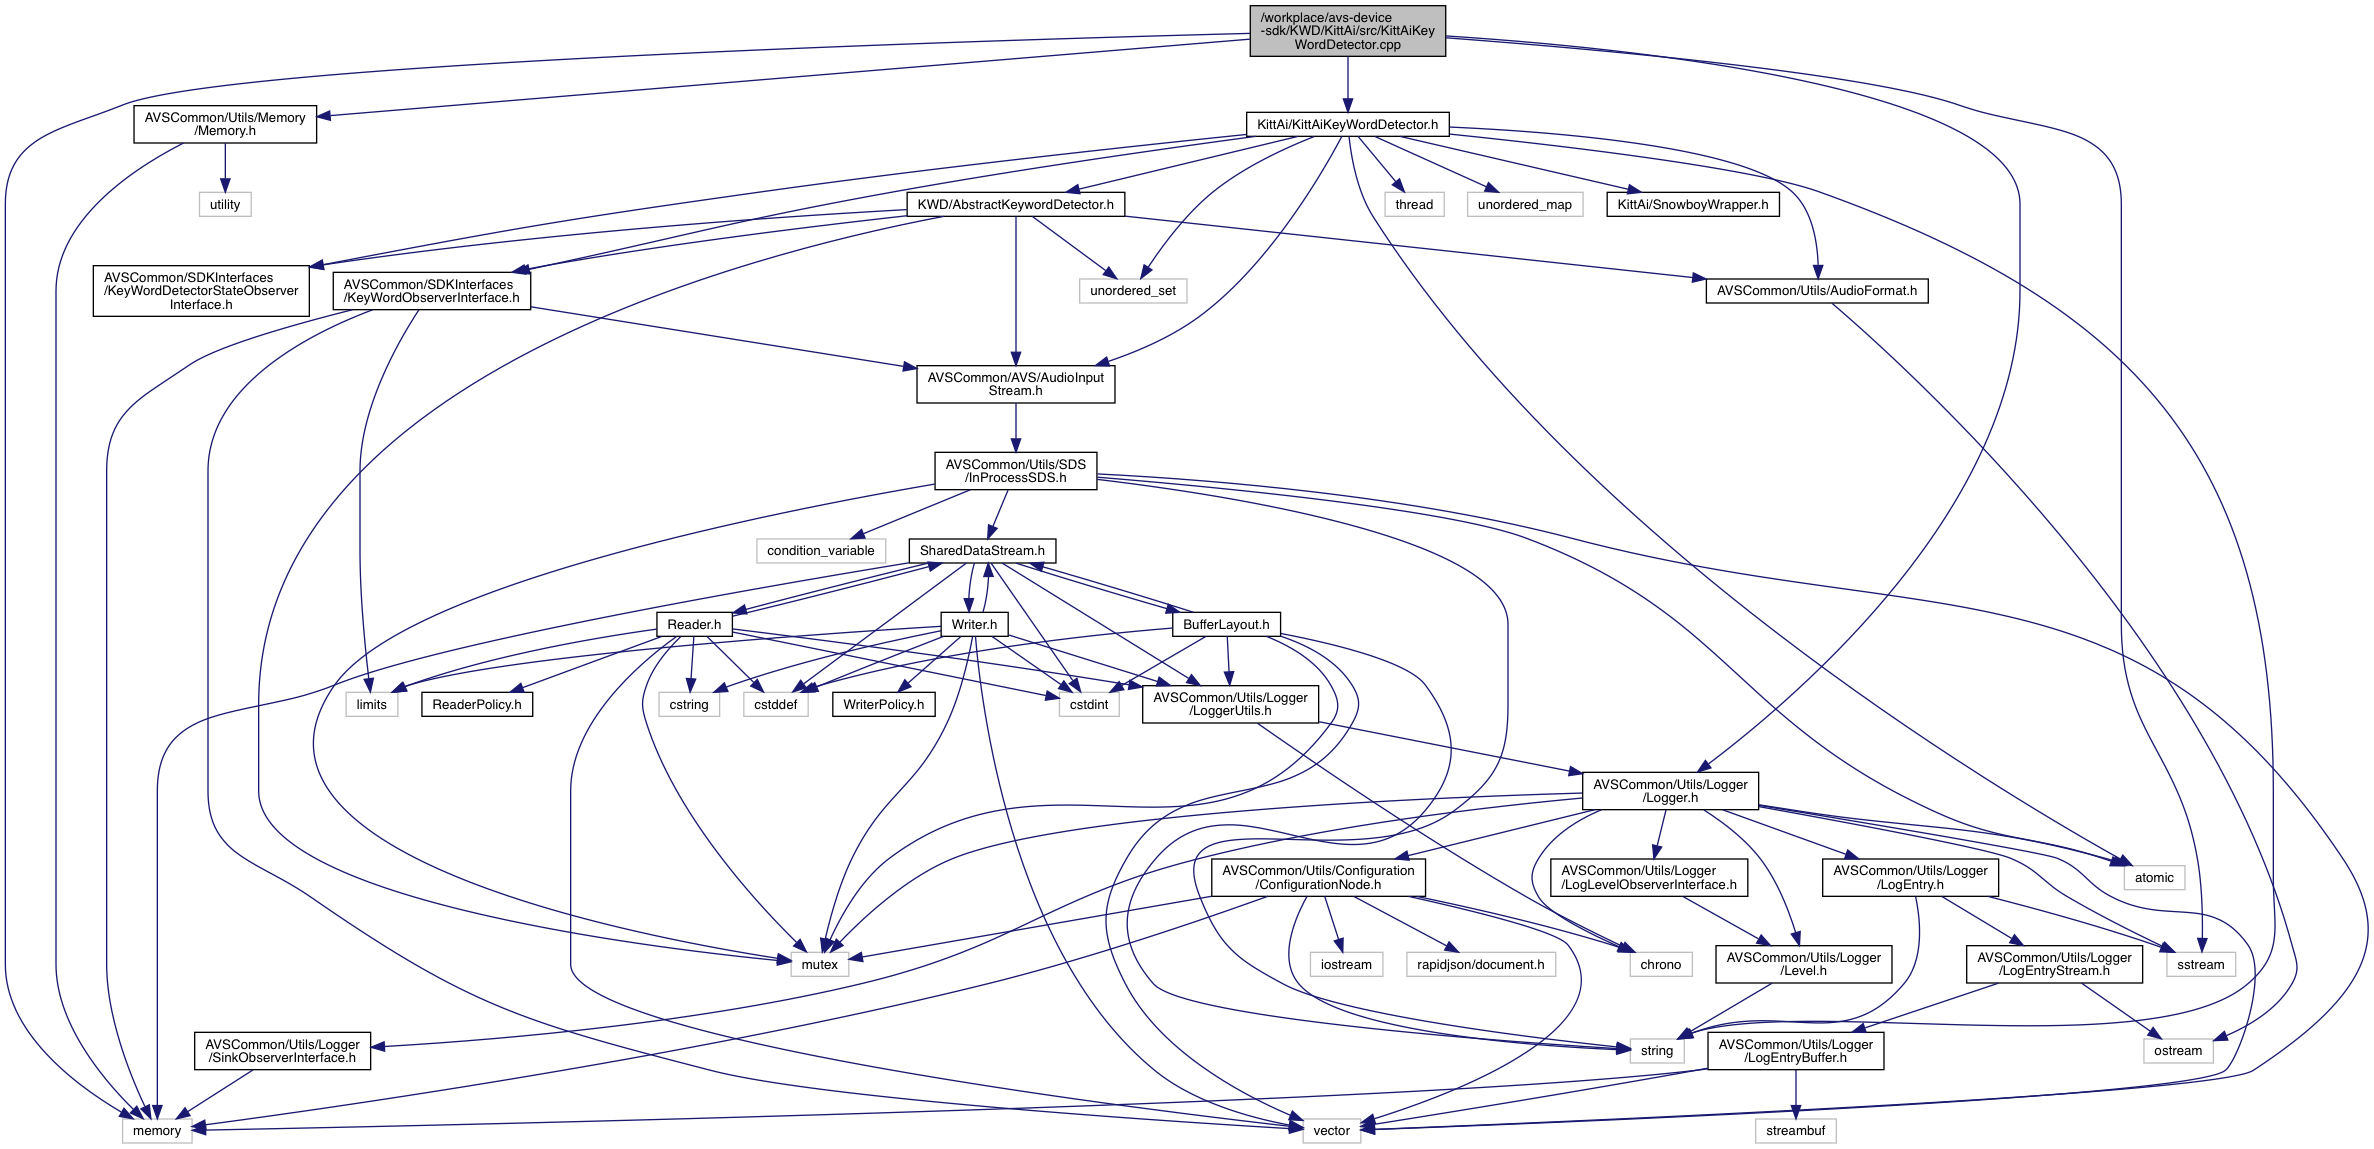 /workplace/avs-device
-sdk/KWD/KittAi/src/KittAiKey
WordDetector.cpp
AVSCommon/Utils/Memory
/Memory.h
KittAi/KittAiKeyWordDetector.h
utility
KWD/AbstractKeywordDetector.h
thread
unordered_map
KittAi/SnowboyWrapper.h
AVSCommon/SDKInterfaces
/KeyWordDetectorStateObserver
Interface.h
AVSCommon/SDKInterfaces
/KeyWordObserverInterface.h
unordered_set
AVSCommon/Utils/AudioFormat.h
AVSCommon/AVS/AudioInput
Stream.h
AVSCommon/Utils/SDS
/InProcessSDS.h
condition_variable
SharedDataStream.h
Reader.h
Writer.h
BufferLayout.h
limits
ReaderPolicy.h
cstring
cstddef
WriterPolicy.h
cstdint
AVSCommon/Utils/Logger
/LoggerUtils.h
AVSCommon/Utils/Logger
/Logger.h
AVSCommon/Utils/Configuration
/ConfigurationNode.h
AVSCommon/Utils/Logger
/LogLevelObserverInterface.h
AVSCommon/Utils/Logger
/LogEntry.h
atomic
mutex
iostream
rapidjson/document.h
chrono
AVSCommon/Utils/Logger
/Level.h
AVSCommon/Utils/Logger
/LogEntryStream.h
sstream
AVSCommon/Utils/Logger
/SinkObserverInterface.h
string
AVSCommon/Utils/Logger
/LogEntryBuffer.h
ostream
memory
vector
streambuf